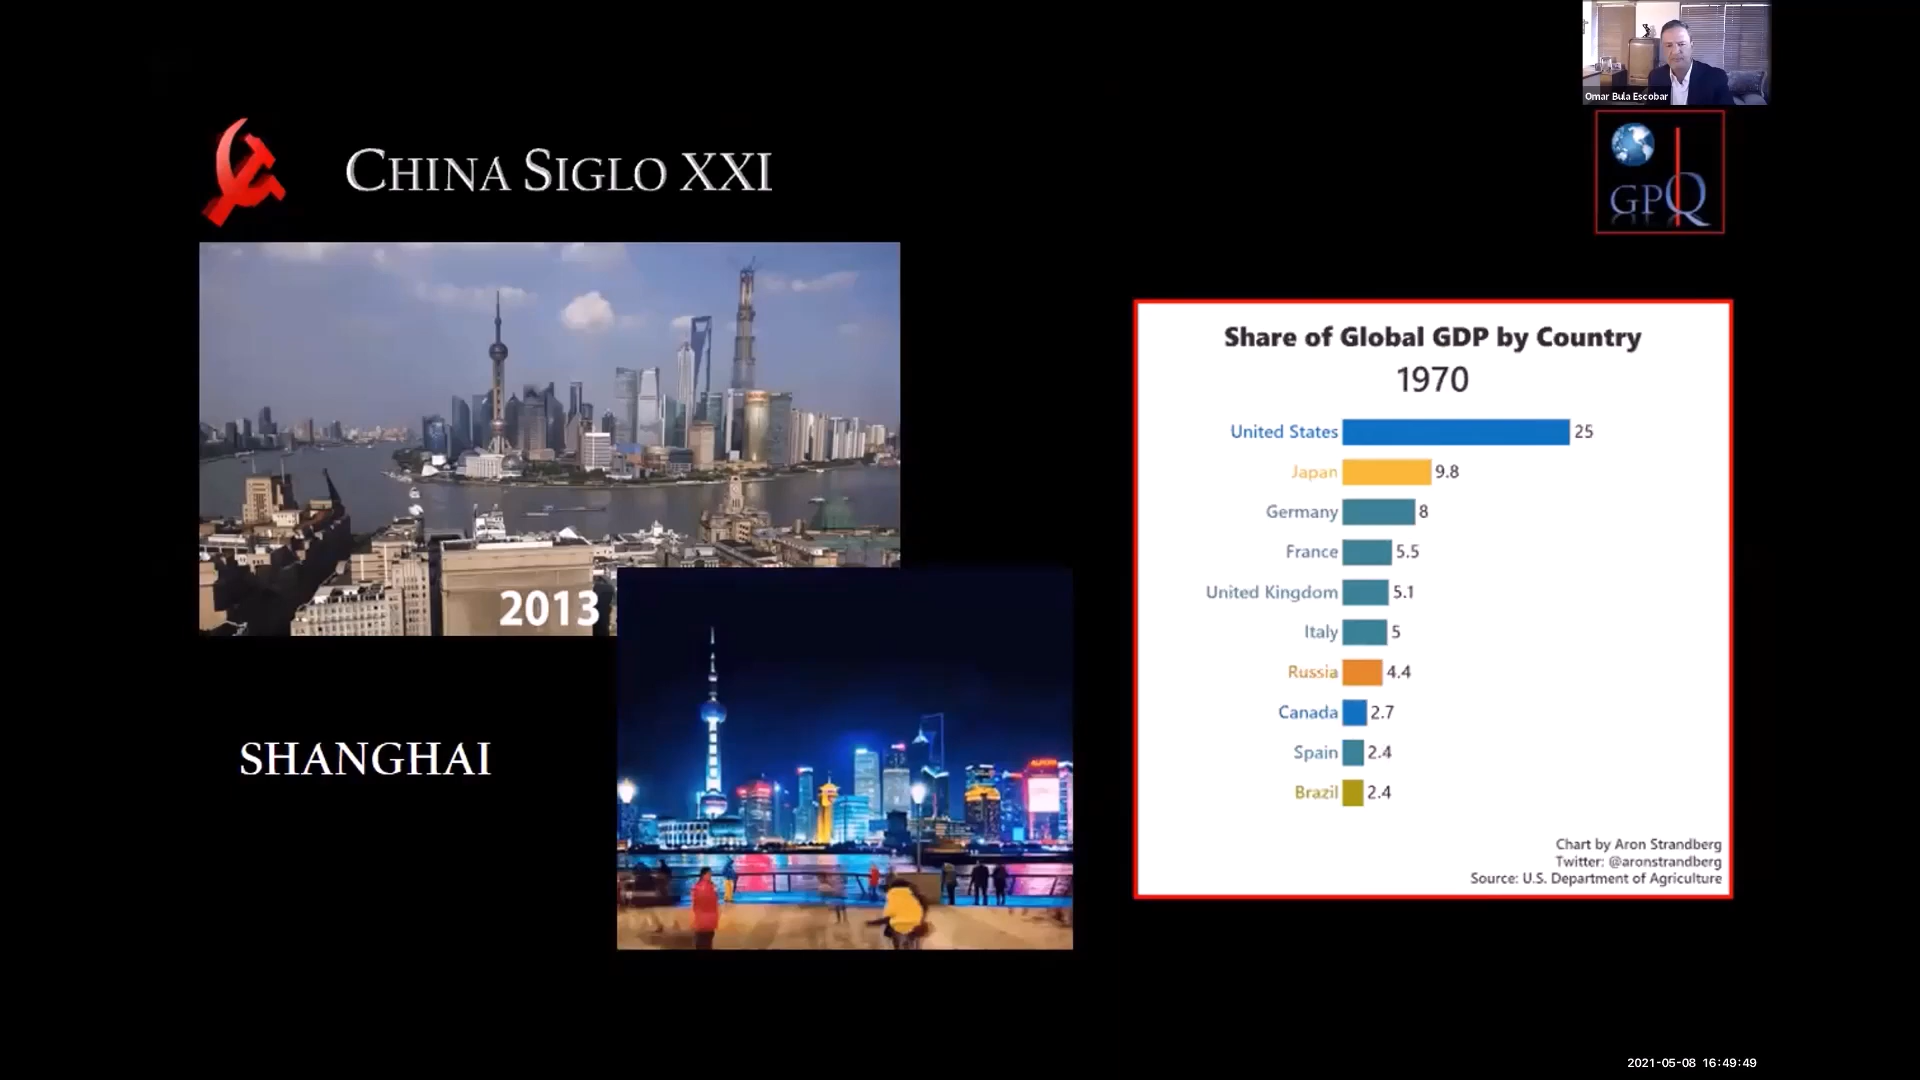 Omar Bula Escobar
CHINA SIGLO XXI
GPQ
2013
SHANGHAI
Share of Global GDP by Country
1970
United States 25
Japan 9.8
Germany 8
France 5.5
United Kingdom 5.1
Italy 5
Russia 4.4
Canada 2.7
Spain 2.4
Brazil 2.4
Chart by Aron Strandberg
Twitter: @aronstrandberg
Source: U.S. Department of Agriculture
2021-05-08 16:49:49